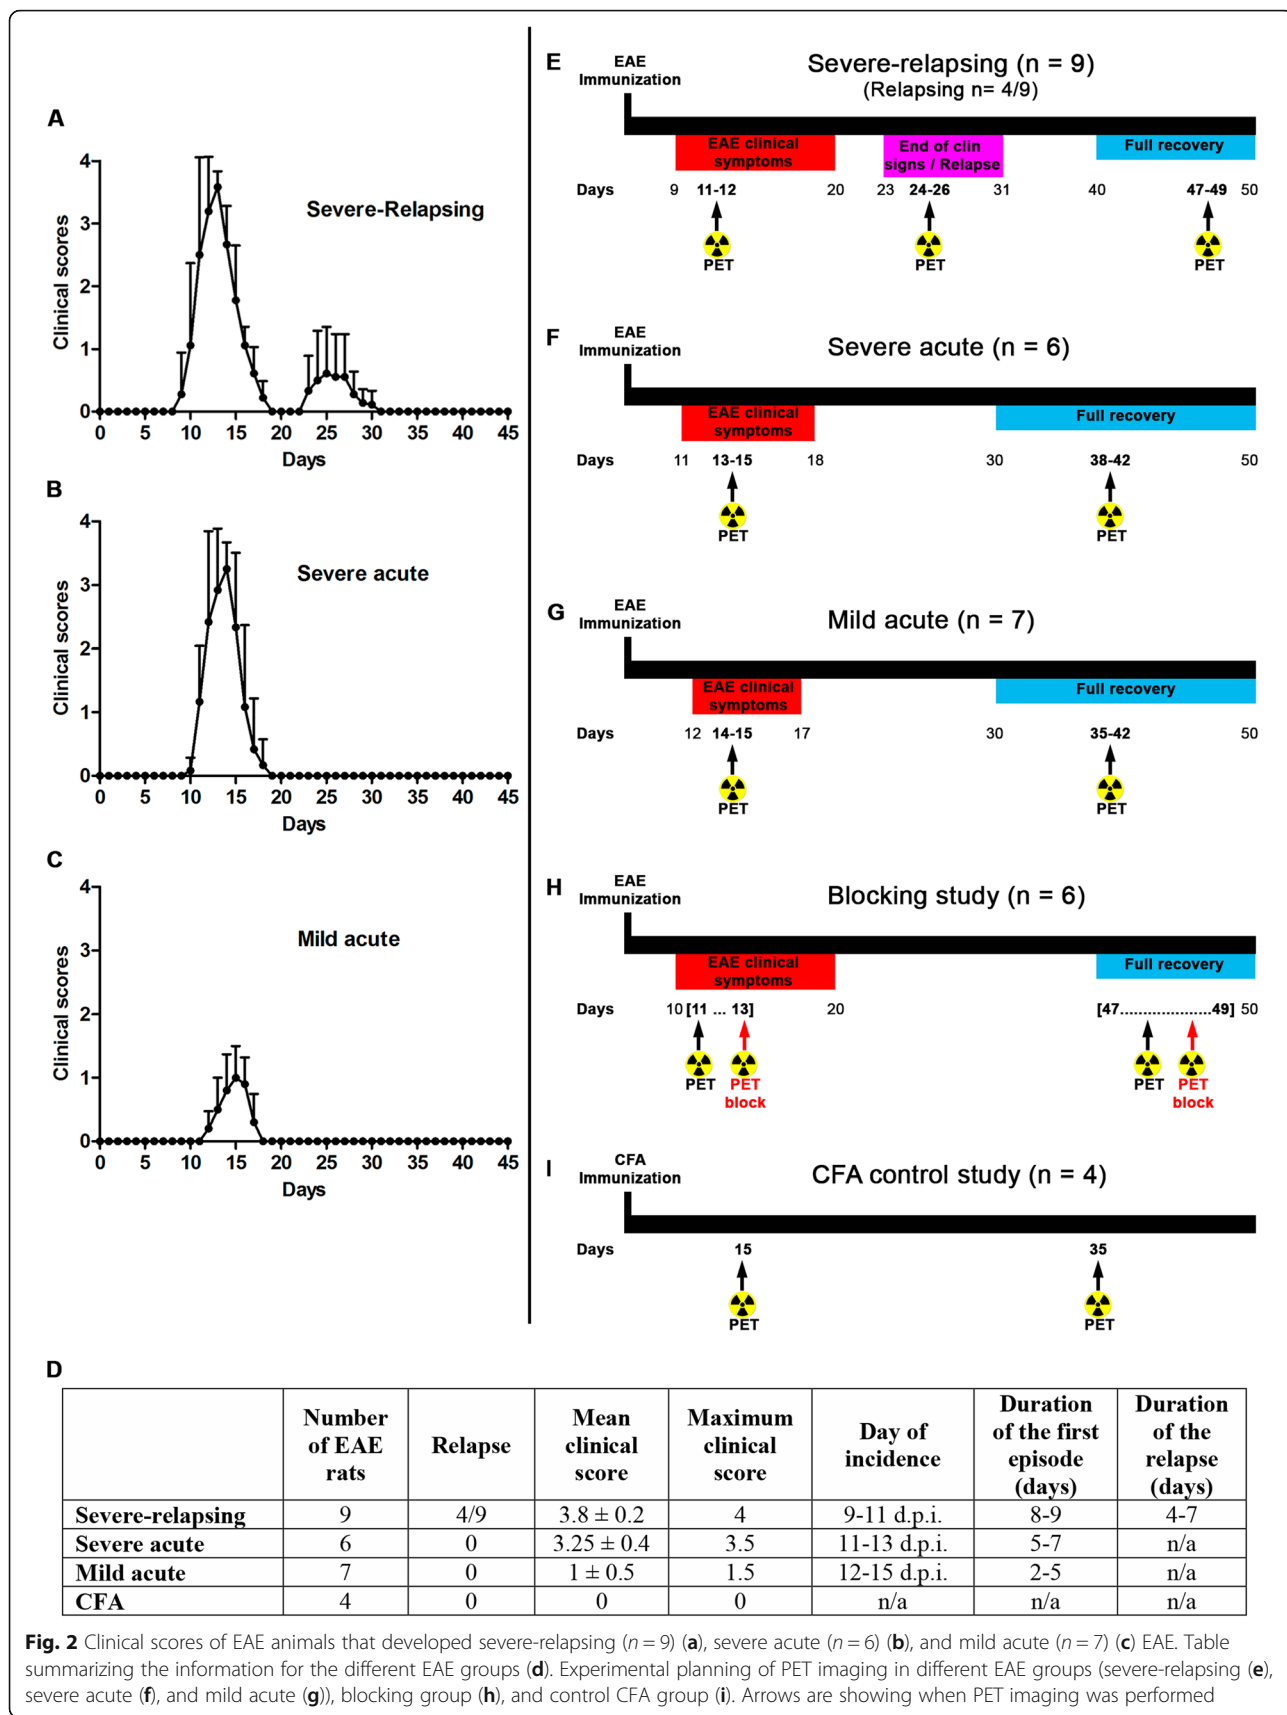 A
4
3
2
1
0
Clinical scores
Severe-Relapsing
0 5 10 15 20 25 30 35 40 45
Days
B
4
3
2
1
0
Clinical scores
Severe acute
0 5 10 15 20 25 30 35 40 45
Days
C
4
3
2
1
0
Clinical scores
Mild acute
0 5 10 15 20 25 30 35 40 45
Days
E
EAE
Immunization
Severe-relapsing (n = 9)
(Relapsing n= 4/9)
EAE clinical
symptoms
End of clin
signs / Relapse
Full recovery
Days 9 11-12 20 23 24-26 31 40 47-49 50
PET PET PET
F
EAE
Immunization
Severe acute (n = 6)
EAE clinical
symptoms
Full recovery
Days 11 13-15 18 30 38-42 50
PET PET
G
EAE
Immunization
Mild acute (n = 7)
EAE clinical
symptoms
Full recovery
Days 12 14-15 17 30 35-42 50
PET PET
H
EAE
Immunization
Blocking study (n = 6)
EAE clinical
symptoms
Full recovery
Days 10 [11 ... 13] 20 [47....................49] 50
PET PET PET PET
block block
I
CFA
Immunization
CFA control study (n = 4)
Days 15 35
PET PET
D
Number of EAE rats Relapse Mean clinical score Maximum clinical score Day of incidence Duration of the first episode (days) Duration of the relapse (days)
Severe-relapsing 9 4/9 3.8 ± 0.2 4 9-11 d.p.i. 8-9 4-7
Severe acute 6 0 3.25 ± 0.4 3.5 11-13 d.p.i. 5-7 n/a
Mild acute 7 0 1 ± 0.5 1.5 12-15 d.p.i. 2-5 n/a
CFA 4 0 0 0 n/a n/a n/a
Fig. 2 Clinical scores of EAE animals that developed severe-relapsing (n = 9) (a), severe acute (n = 6) (b), and mild acute (n = 7) (c) EAE. Table
summarizing the information for the different EAE groups (d). Experimental planning of PET imaging in different EAE groups (severe-relapsing (e),
severe acute (f), and mild acute (g)), blocking group (h), and control CFA group (i). Arrows are showing when PET imaging was performed